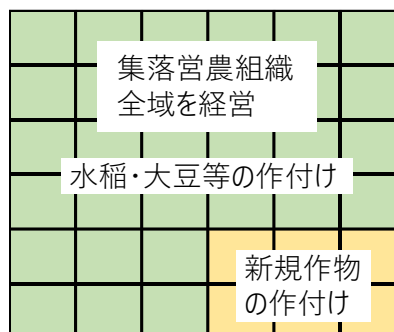 集落営農組織
全域を経営
水稲・大豆等の作付け
新規作物
の作付け